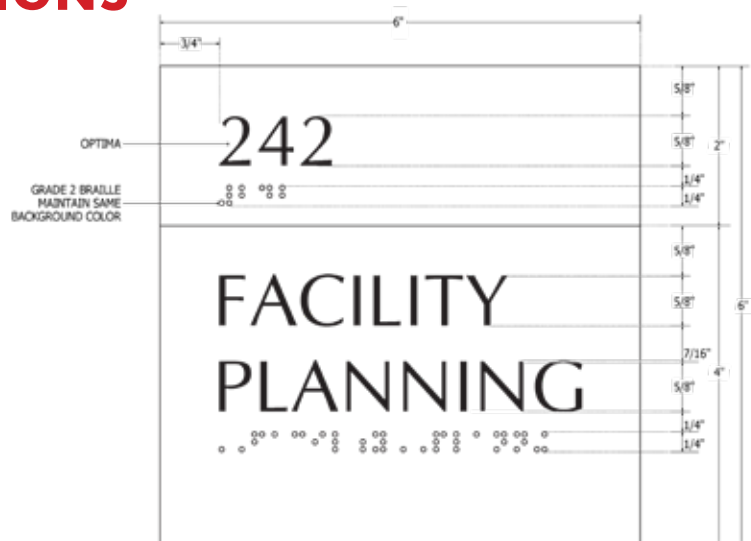 6"
3/4"
5/8"
OPTIMA
242
5/8"
2"
GRADE 2 BRAILLE
MAINTAIN SAME
BACKGROUND COLOR
1/4"
1/4"
5/8"
FACILITY
5/8"
6"
7/16"
PLANNING
5/8"
4"
1/4"
1/4"